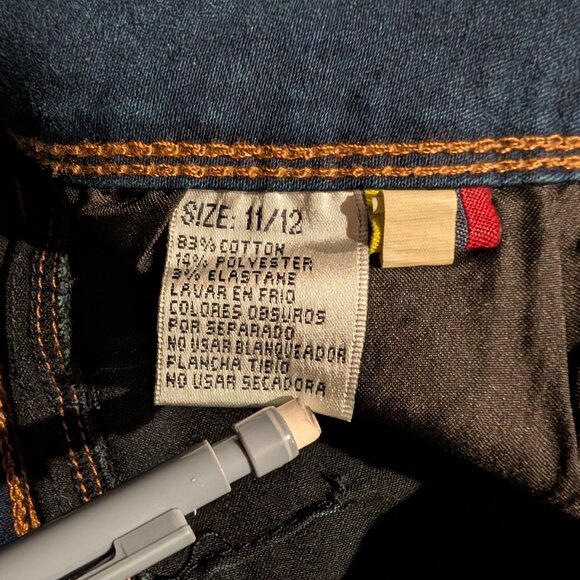 SIZE: 11/12
83% COTTON
14% POLYESTER
3% ELASTANE
LAVAR EN FRIO
COLORES OBSUROS
POR SEPARADO
NO USAR BLANQUEADOR
PLANCHA TIBIO
NO USAR SECADORA